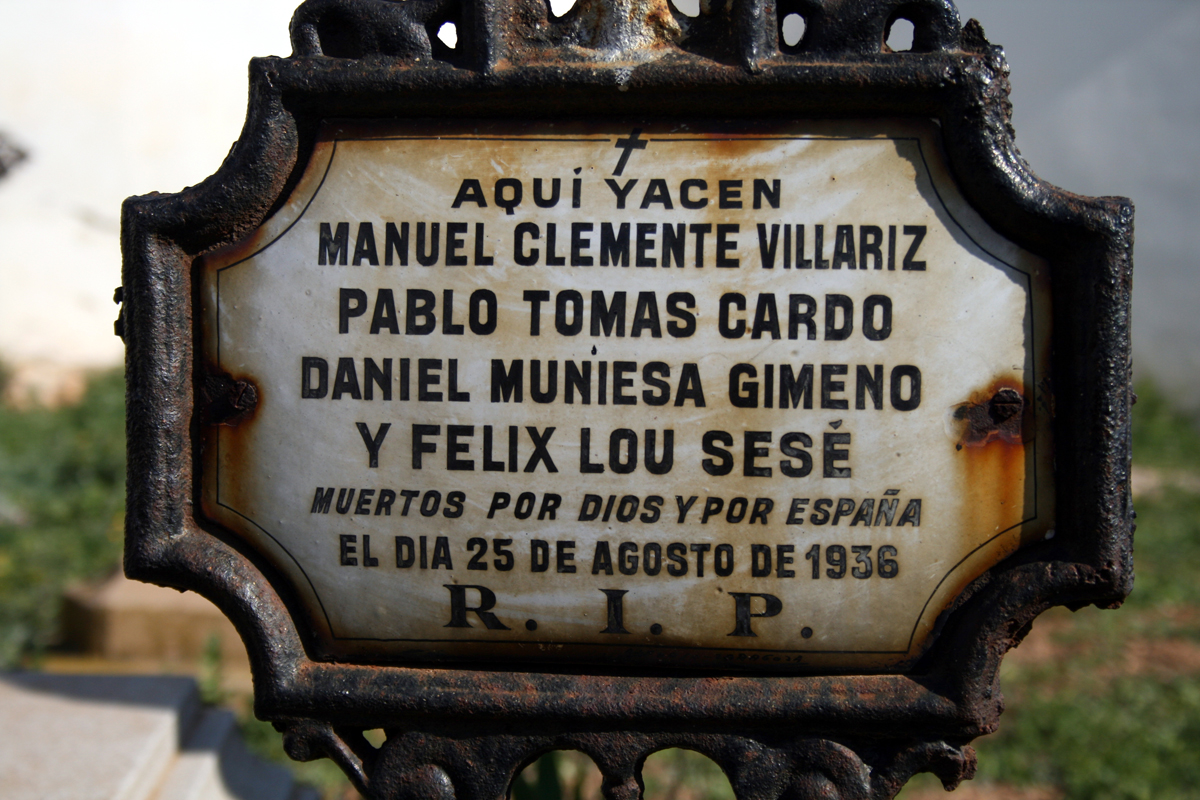 AQUÍ YACEN
MANUEL CLEMENTE VILLARIZ
PABLO TOMAS CARDO
DANIEL MUNIESA GIMENO
Y FELIX LOU SESÉ
MUERTOS POR DIOS Y POR ESPAÑA
EL DIA 25 DE AGOSTO DE 1936
R. I. P.